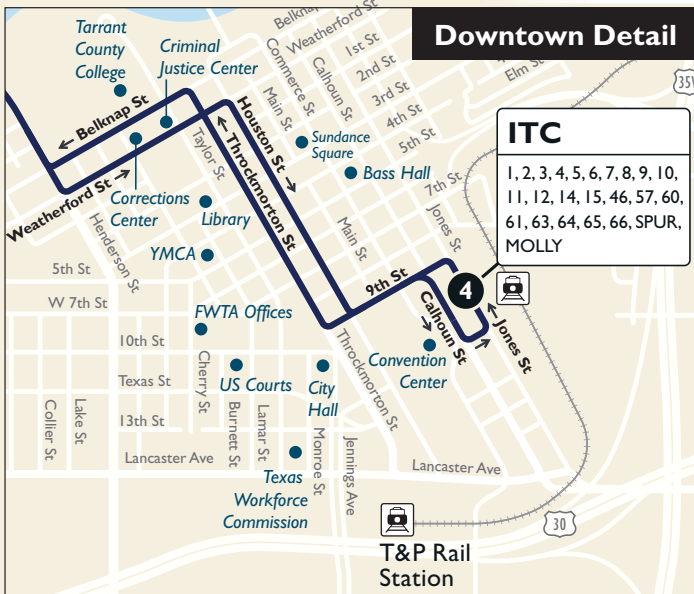 Downtown Detail
Tarrant
County
College
Criminal
Justice Center
Belknap
Weatherford St
Commerce St
Calhoun St
Main St
1st St
2nd St
3rd St
4th St
5th St
Elm St
35W
← Belknap St
Houston St →
Sundance
Square
ITC
1, 2, 3, 4, 5, 6, 7, 8, 9, 10,
11, 12, 14, 15, 46, 57, 60,
61, 63, 64, 65, 66, SPUR,
MOLLY
Taylor St
← Throckmorton St
Bass Hall
7th St
Weatherford St →
Corrections
Center
Library
Henderson St
Main St
Jones St
YMCA
5th St
W 7th St
9th St
4
Calhoun St
Jones St
FWTA Offices
10th St
Throckmorton St
Convention
Center
Cherry St
US Courts
City
Hall
Texas St
Collier St
Lake St
13th St
Burnett St
Lamar St
Monroe St
Jennings Ave
Lancaster Ave
Lancaster Ave
Texas
Workforce
Commission
30
T&P Rail
Station